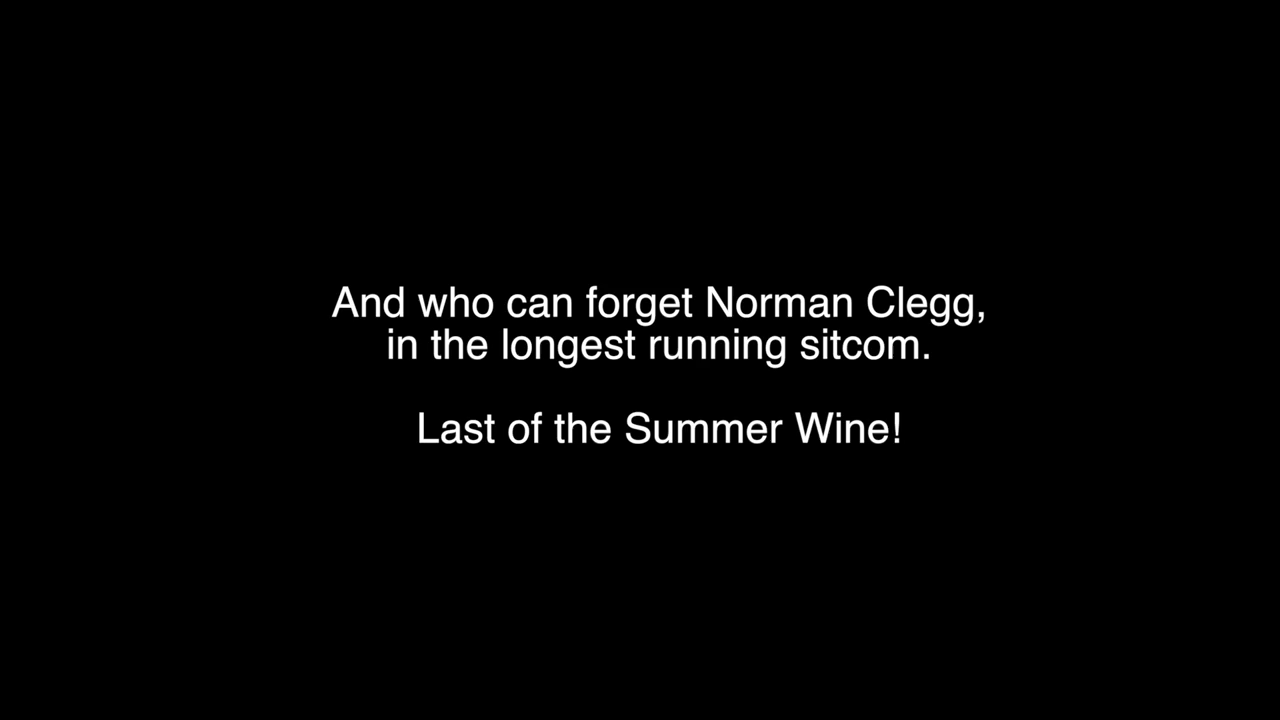 And who can forget Norman Clegg,
in the longest running sitcom.
Last of the Summer Wine!